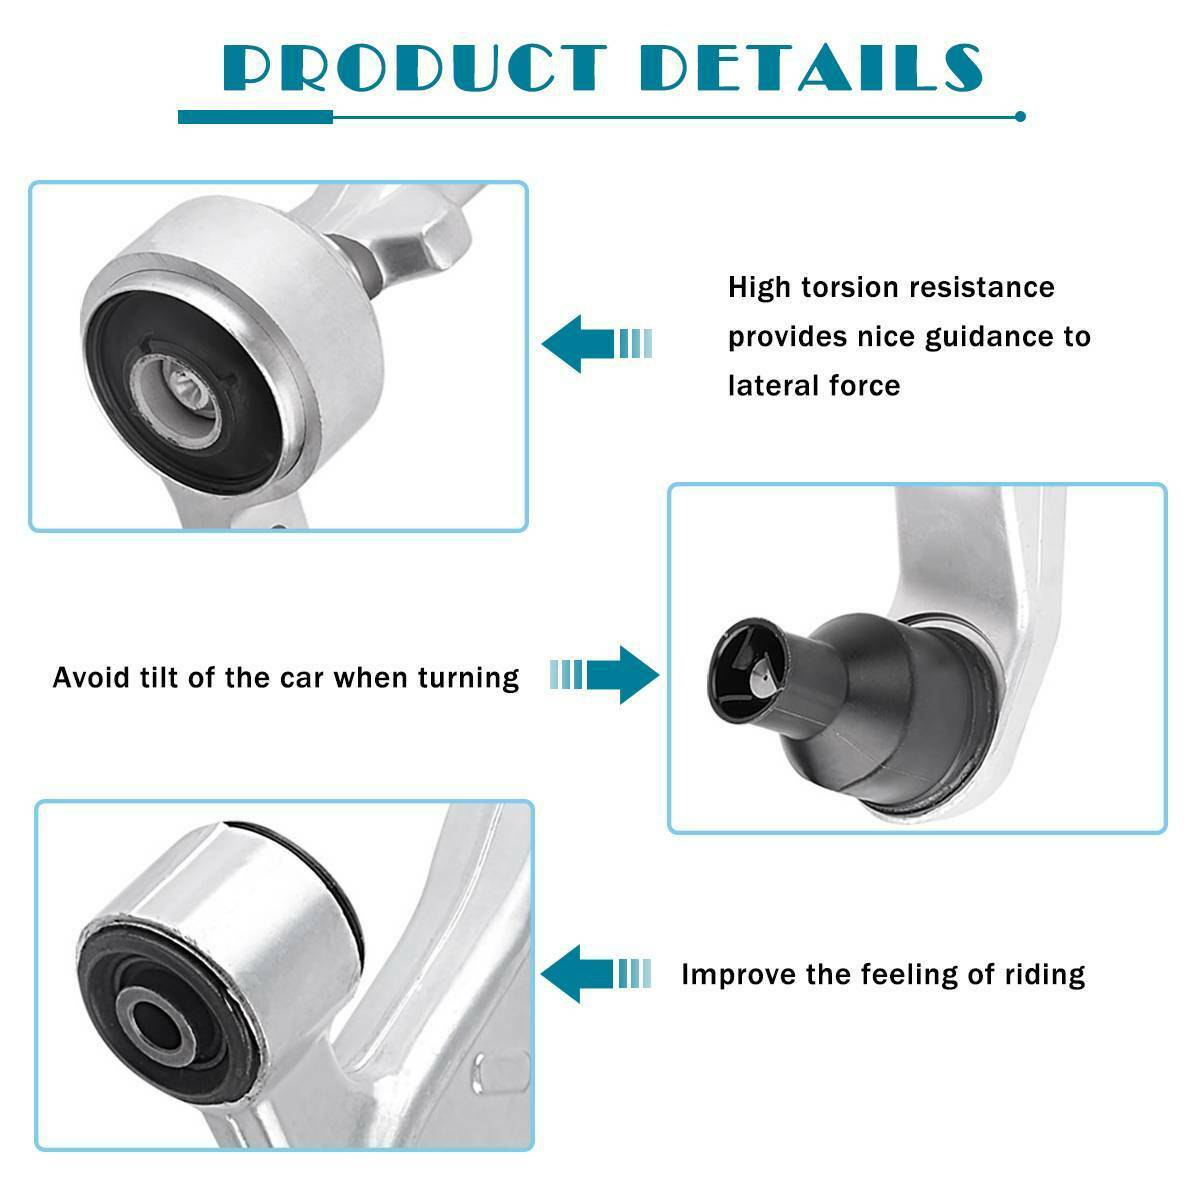 PRODUCT DETAILS
High torsion resistance
provides nice guidance to
lateral force
Avoid tilt of the car when turning
Improve the feeling of riding